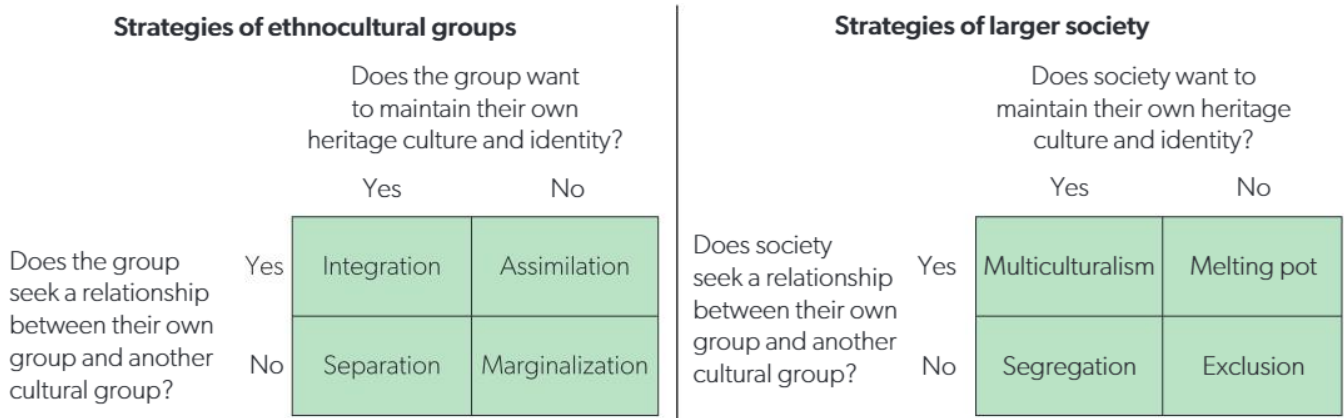 Strategies of ethnocultural groups
Does the group want
to maintain their own
heritage culture and identity?
Yes No
Does the group
seek a relationship
between their own
group and another
cultural group?
Yes Integration Assimilation
No Separation Marginalization
Strategies of larger society
Does society want to
maintain their own heritage
culture and identity?
Yes No
Does society
seek a relationship
between their own
group and another
cultural group?
Yes Multiculturalism Melting pot
No Segregation Exclusion